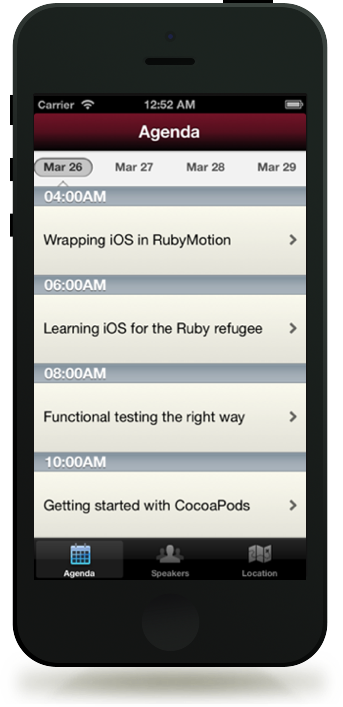 Carrier 12:52 AM
Agenda
Mar 26 Mar 27 Mar 28 Mar 29
04:00AM
Wrapping iOS in RubyMotion
06:00AM
Learning iOS for the Ruby refugee
08:00AM
Functional testing the right way
10:00AM
Getting started with CocoaPods
Agenda Speakers Location